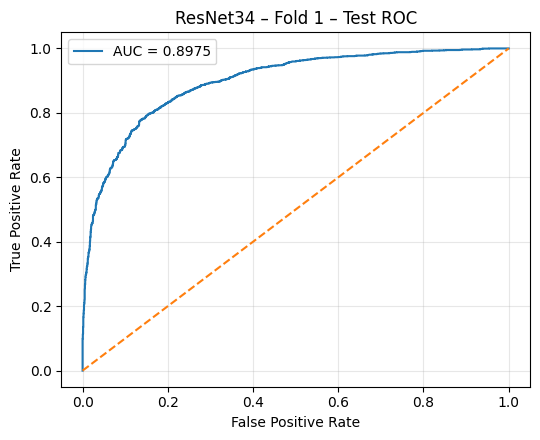 ResNet34 – Fold 1 – Test ROC
AUC = 0.8975
1.0
0.8
0.6
0.4
0.2
0.0
True Positive Rate
0.0 0.2 0.4 0.6 0.8 1.0
False Positive Rate